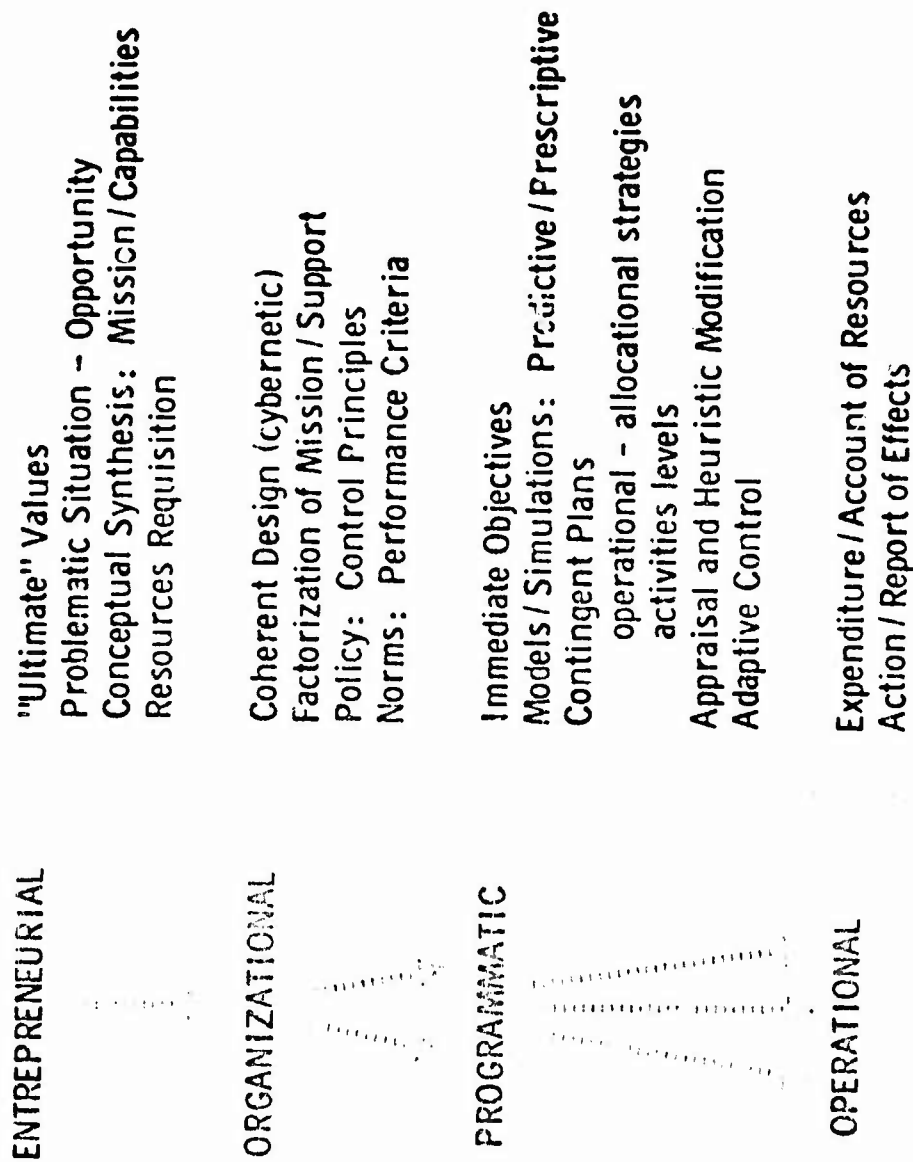 ENTREPRENEURIAL
"Ultimate" Values
Problematic Situation - Opportunity
Conceptual Synthesis: Mission/Capabilities
Resources Requisition
ORGANIZATIONAL
Coherent Design (cybernetic)
Factorization of Mission/Support
Policy: Control Principles
Norms: Performance Criteria
PROGRAMMATIC
Immediate Objectives
Models/Simulations: Predictive/Prescriptive
Contingent Plans
operational - allocational strategies
activities levels
Appraisal and Heuristic Modification
Adaptive Control
OPERATIONAL
Expenditure/Account of Resources
Action/Report of Effects